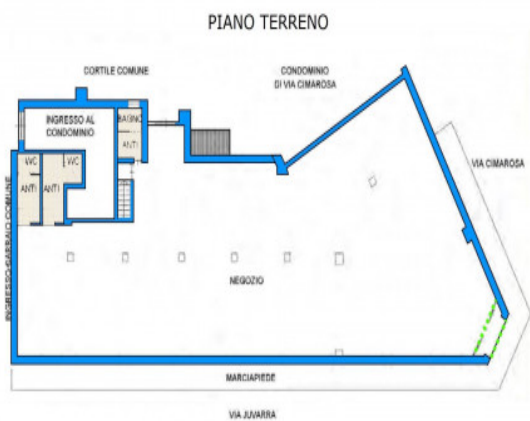 PIANO TERRENO
CORTILE COMUNE
CONDOMINIO
DI VIA CIMAROSA
INGRESSO AL
CONDOMINIO
BAGNO
ANTI
WC
WC
ANTI
ANTI
VIA CIMAROSA
INGRESSO CARRAIO COMUNE
NEGOZIO
MARCIAPIEDE
VIA JUVARRA